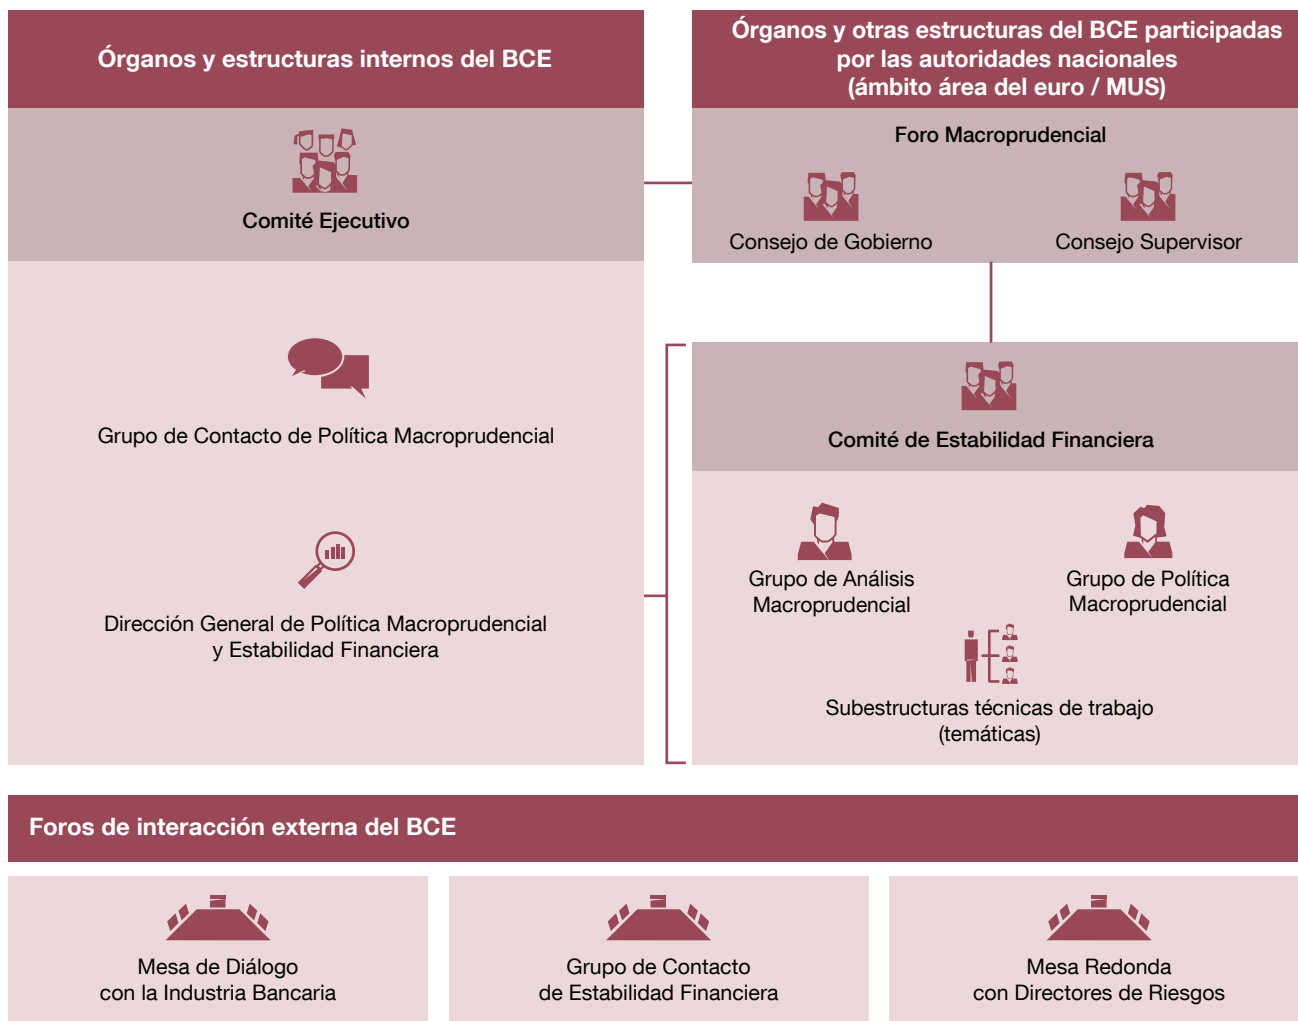 Órganos y estructuras internos del BCE
Comité Ejecutivo
Grupo de Contacto de Política Macroprudencial
Dirección General de Política Macroprudencial
y Estabilidad Financiera
Órganos y otras estructuras del BCE participadas
por las autoridades nacionales
(ámbito área del euro / MUS)
Foro Macroprudencial
Consejo de Gobierno
Consejo Supervisor
Comité de Estabilidad Financiera
Grupo de Análisis
Macroprudencial
Grupo de Política
Macroprudencial
Subestructuras técnicas de trabajo
(temáticas)
Foros de interacción externa del BCE
Mesa de Diálogo
con la Industria Bancaria
Grupo de Contacto
de Estabilidad Financiera
Mesa Redonda
con Directores de Riesgos